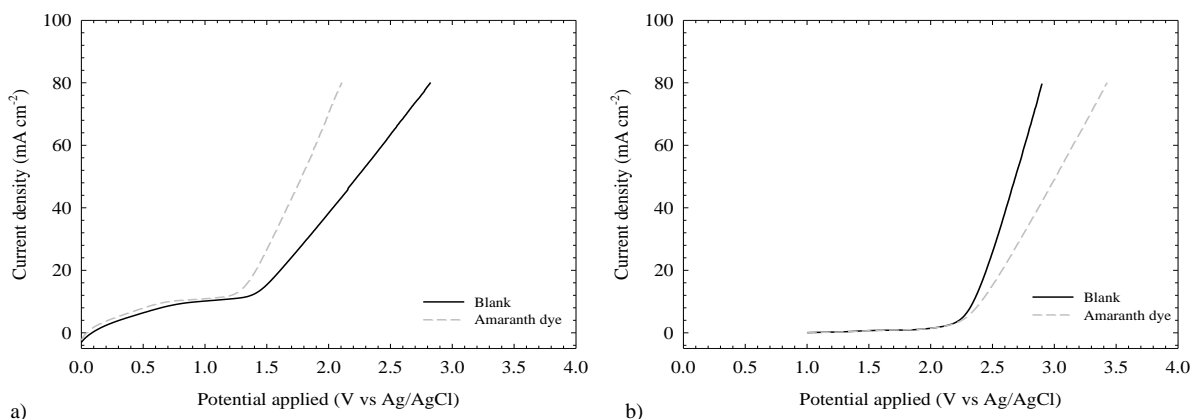 100
80
60
40
20
0
Current density (mA cm-2)
Blank
Amaranth dye
0.0 0.5 1.0 1.5 2.0 2.5 3.0 3.5 4.0
Potential applied (V vs Ag/AgCl)
a)
100
80
60
40
20
0
Current density (mA cm-2)
Blank
Amaranth dye
0.0 0.5 1.0 1.5 2.0 2.5 3.0 3.5 4.0
Potential applied (V vs Ag/AgCl)
b)